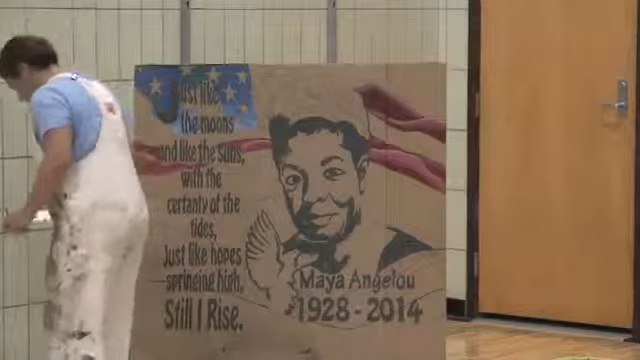 Just like
the moons
and like the suns,
with the
certanty of the
tides,
Just like hopes
springing high,
Still I Rise.
Maya Angelou
1928 - 2014